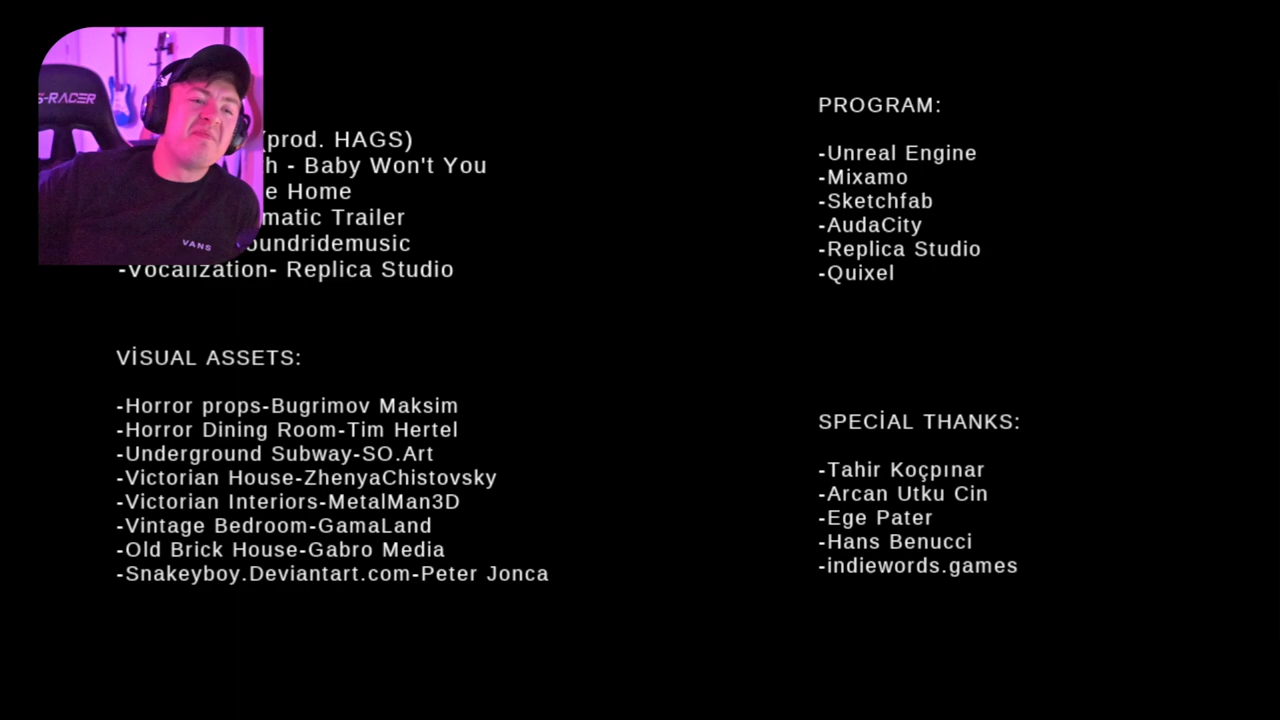 S-RACER
VANS
(prod. HAGS)
- Baby Won't You
Home
Trailer
-Vocalization- Replica Studio
VİSUAL ASSETS:
-Horror props-Bugrimov Maksim
-Horror Dining Room-Tim Hertel
-Underground Subway-SO.Art
-Victorian House-ZhenyaChistovsky
-Victorian Interiors-MetalMan3D
-Vintage Bedroom-GamaLand
-Old Brick House-Gabro Media
-Snakeyboy.Deviantart.com-Peter Jonca
PROGRAM:
-Unreal Engine
-Mixamo
-Sketchfab
-AudaCity
-Replica Studio
-Quixel
SPECİAL THANKS:
-Tahir Koçpınar
-Arcan Utku Cin
-Ege Pater
-Hans Benucci
-indiewords.games